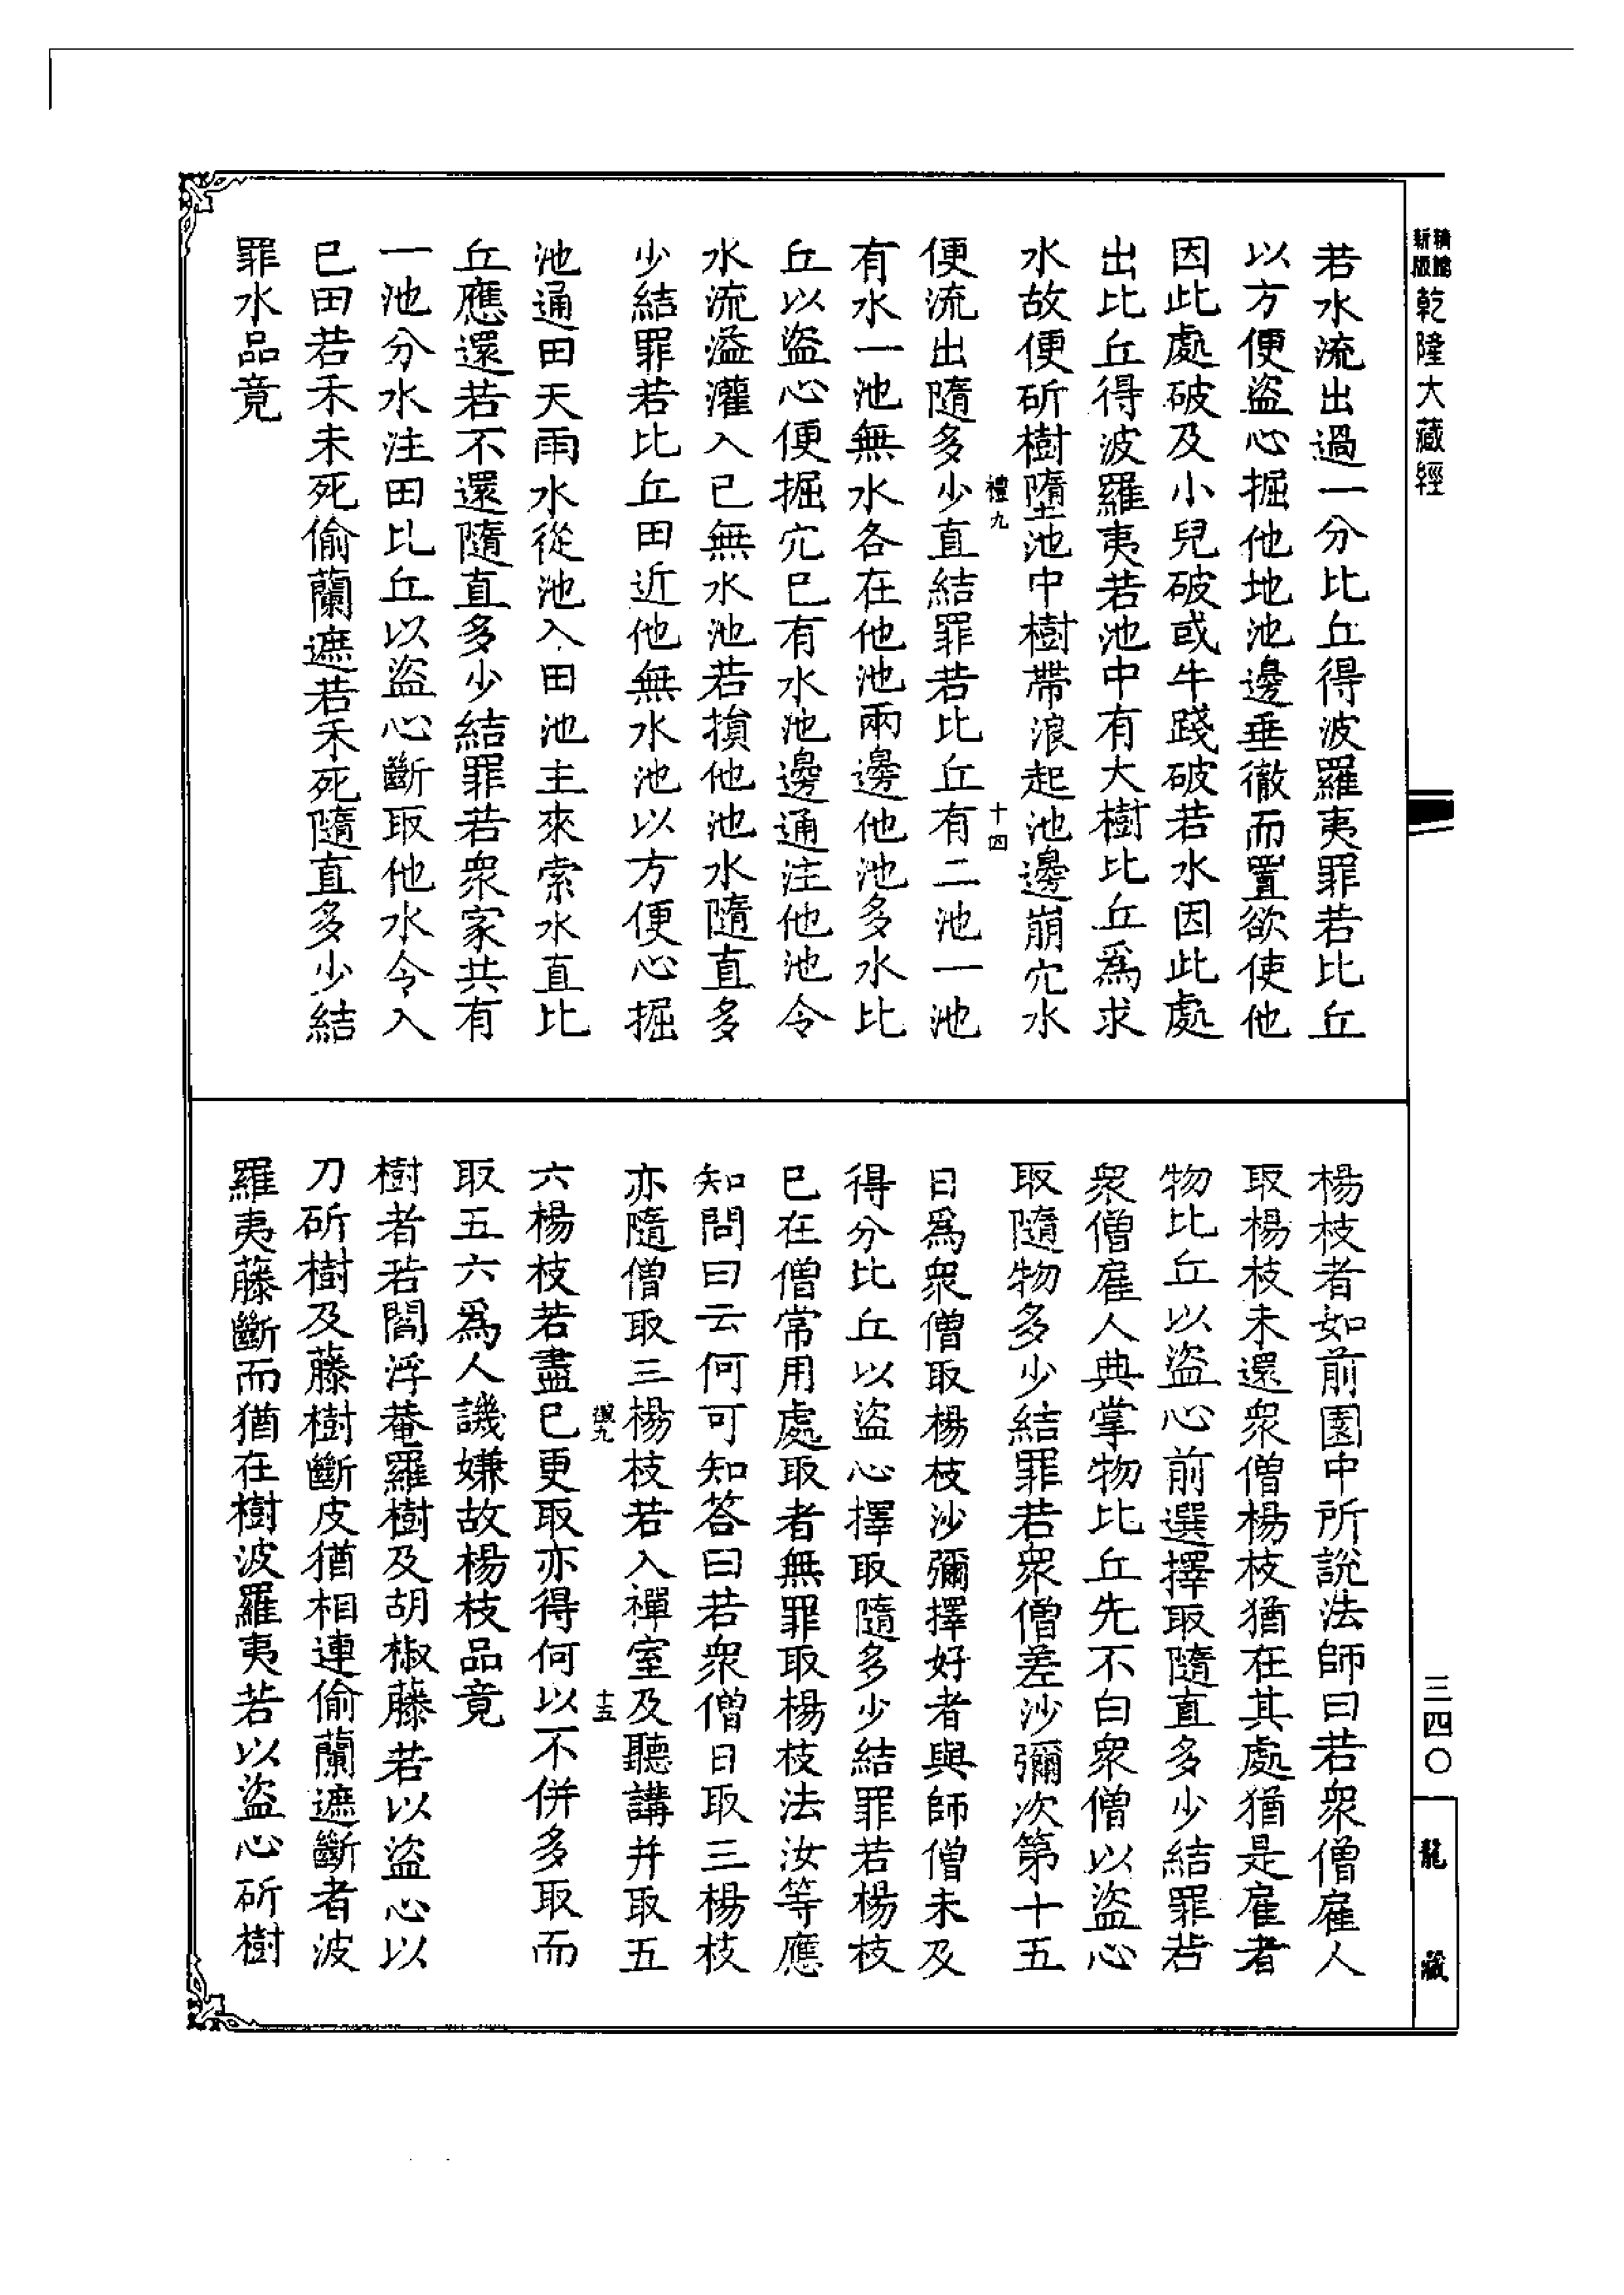 新版
精縮
乾隆大藏經
若水流出過一分比丘得波羅夷罪若比丘
以方便盜心掘他地池邊垂徹而置欲使他
因此處破及小兒破或牛踐破若水因此處
出比丘得波羅夷若池中有大樹比丘爲求
水故便斫樹墮池中樹帶浪起池邊崩穴水
禮九
十四
便流出隨多少直結罪若比丘有二池一池
有水一池無水各在他池兩邊他池多水比
丘以盜心便掘穴已有水池邊通注他池令
水流溢灌入已無水池若損他池水隨直多
少結罪若比丘田近他無水池以方便心掘
池通田天雨水從池入田池主來索水直比
丘應還若不還隨直多少結罪若衆家共有
一池分水注田比丘以盜心斷取他水令入
已田若禾未死偷蘭遮若禾死隨直多少結
罪水品竟
楊枝者如前園中所說法師曰若衆僧雇人
取楊枝未還衆僧楊枝猶在其處猶是雇者
物比丘以盜心前選擇取隨直多少結罪若
衆僧雇人典掌物比丘先不白衆僧以盜心
取隨物多少結罪若衆僧差沙彌次第十五
日爲衆僧取楊枝沙彌擇好者與師僧未及
得分比丘以盜心擇取隨多少結罪若楊枝
已在僧常用處取者無罪取楊枝法汝等應
知問曰云何可知答曰若衆僧日取三楊枝
亦隨僧取三楊枝若入禪室及聽講并取五
禮九
十五
六楊枝若盡已更取亦得何以不併多取而
取五六爲人譏嫌故楊枝品竟
樹者若閻浮菴羅樹及胡椒藤若以盜心以
刀斫樹及藤樹斷皮猶相連偷蘭遮斷者波
羅夷藤斷而猶在樹波羅夷若以盜心斫樹
三四〇
龍藏